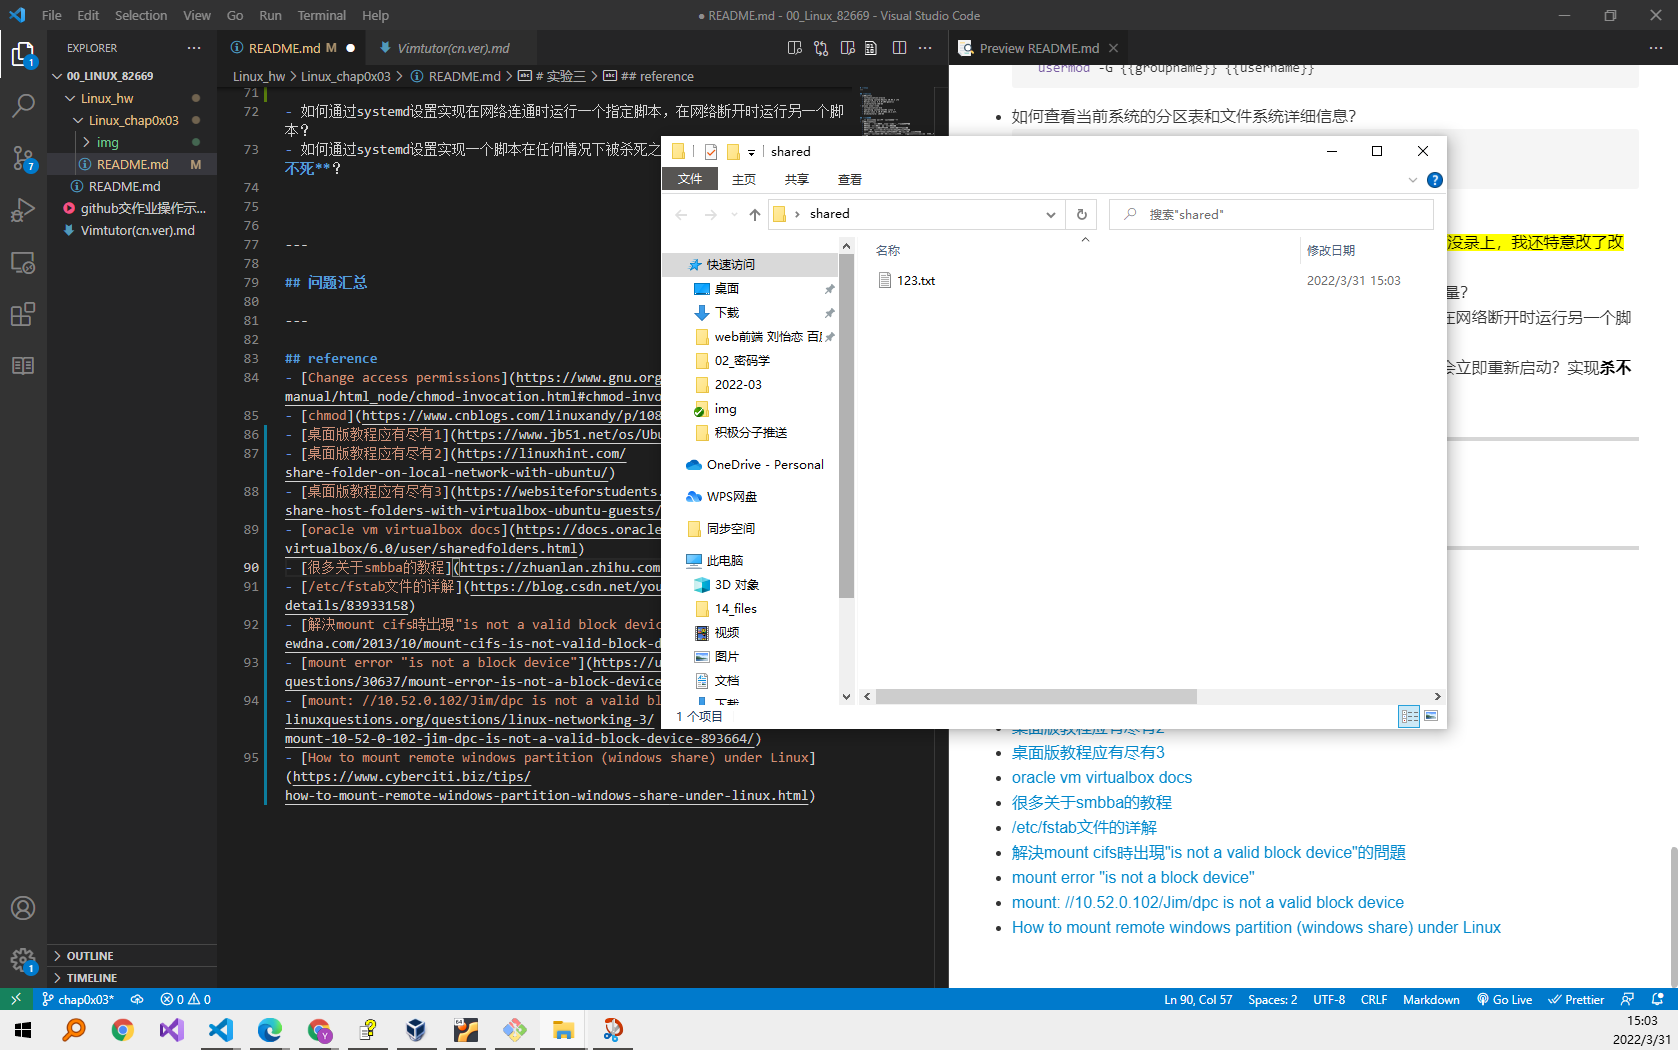 File Edit Selection View Go Run Terminal Help
● README.md - 00_Linux_82669 - Visual Studio Code
EXPLORER
00_LINUX_82669
Linux_hw
Linux_chap0x03
img
README.md M
README.md
github交作业操作示...
Vimtutor(cn.ver).md
OUTLINE
TIMELINE
README.md M
Vimtutor(cn.ver).md
Linux_hw > Linux_chap0x03 > README.md > # 实验三 > ## reference
71
72 - 如何通过systemd设置实现在网络连通时运行一个指定脚本，在网络断开时运行另一个脚
本？
73 - 如何通过systemd设置实现一个脚本在任何情况下被杀死之
不死**？
74
75
76
77 ---
78
79 ## 问题汇总
80
81 ---
82
83 ## reference
84 - [Change access permissions](https://www.gnu.org
manual/html_node/chmod-invocation.html#chmod-invo
85 - [chmod](https://www.cnblogs.com/linuxandy/p/108
86 - [桌面版教程应有尽有1](https://www.jb51.net/os/Ubu
87 - [桌面版教程应有尽有2](https://linuxhint.com/
share-folder-on-local-network-with-ubuntu/)
88 - [桌面版教程应有尽有3](https://websiteforstudents.
share-host-folders-with-virtualbox-ubuntu-guests/
89 - [oracle vm virtualbox docs](https://docs.oracle
virtualbox/6.0/user/sharedfolders.html)
90 - [很多关于smbba的教程](https://zhuanlan.zhihu.com
91 - [/etc/fstab文件的详解](https://blog.csdn.net/you
details/83933158)
92 - [解決mount cifs時出現"is not a valid block devic
ewdna.com/2013/10/mount-cifs-is-not-valid-block-d
93 - [mount error "is not a block device"](https://u
questions/30637/mount-error-is-not-a-block-device
94 - [mount: //10.52.0.102/Jim/dpc is not a valid bl
linuxquestions.org/questions/linux-networking-3/
mount-10-52-0-102-jim-dpc-is-not-a-valid-block-device-893664/)
95 - [How to mount remote windows partition (windows share) under Linux]
(https://www.cyberciti.biz/tips/
how-to-mount-remote-windows-partition-windows-share-under-linux.html)
shared
文件 主页 共享 查看
shared
搜索"shared"
快速访问
桌面
下载
web前端 刘怡恋 百
02_密码学
2022-03
img
积极分子推送
OneDrive - Personal
WPS网盘
同步空间
此电脑
3D 对象
14_files
视频
图片
文档
下载
名称 修改日期
123.txt 2022/3/31 15:03
1 个项目
Preview README.md
usermod -G {{groupname}} {{username}}
如何查看当前系统的分区表和文件系统详细信息？
没录上，我还特意改了改
量？
在网络断开时运行另一个脚
会立即重新启动？实现杀不
桌面版教程应有尽有2
桌面版教程应有尽有3
oracle vm virtualbox docs
很多关于smbba的教程
/etc/fstab文件的详解
解決mount cifs時出現"is not a valid block device"的問題
mount error "is not a block device"
mount: //10.52.0.102/Jim/dpc is not a valid block device
How to mount remote windows partition (windows share) under Linux
chap0x03* 0 0
Ln 90, Col 57 Spaces: 2 UTF-8 CRLF Markdown Go Live Prettier
15:03
2022/3/31